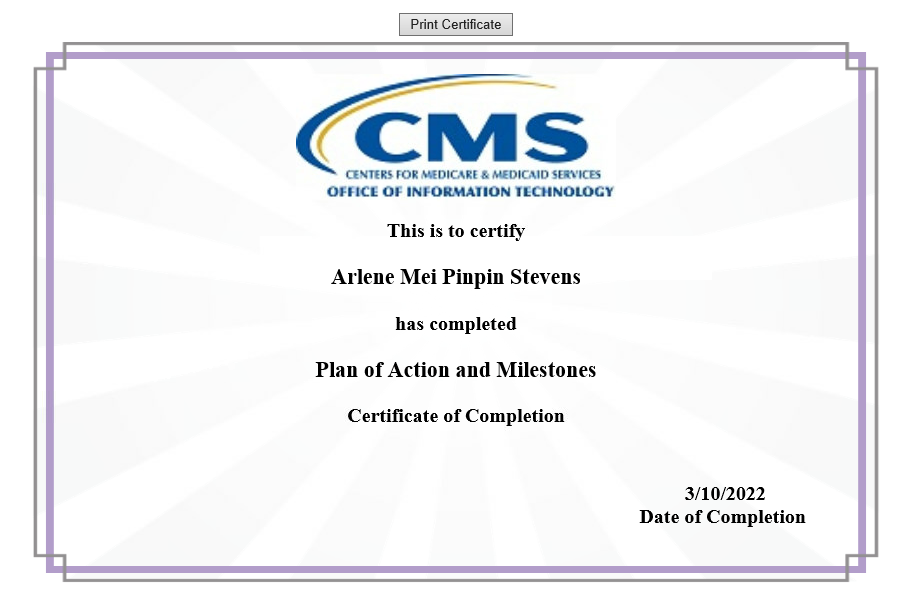 Print Certificate
CMS
CENTERS FOR MEDICARE & MEDICAID SERVICES
OFFICE OF INFORMATION TECHNOLOGY
This is to certify
Arlene Mei Pinpin Stevens
has completed
Plan of Action and Milestones
Certificate of Completion
3/10/2022
Date of Completion